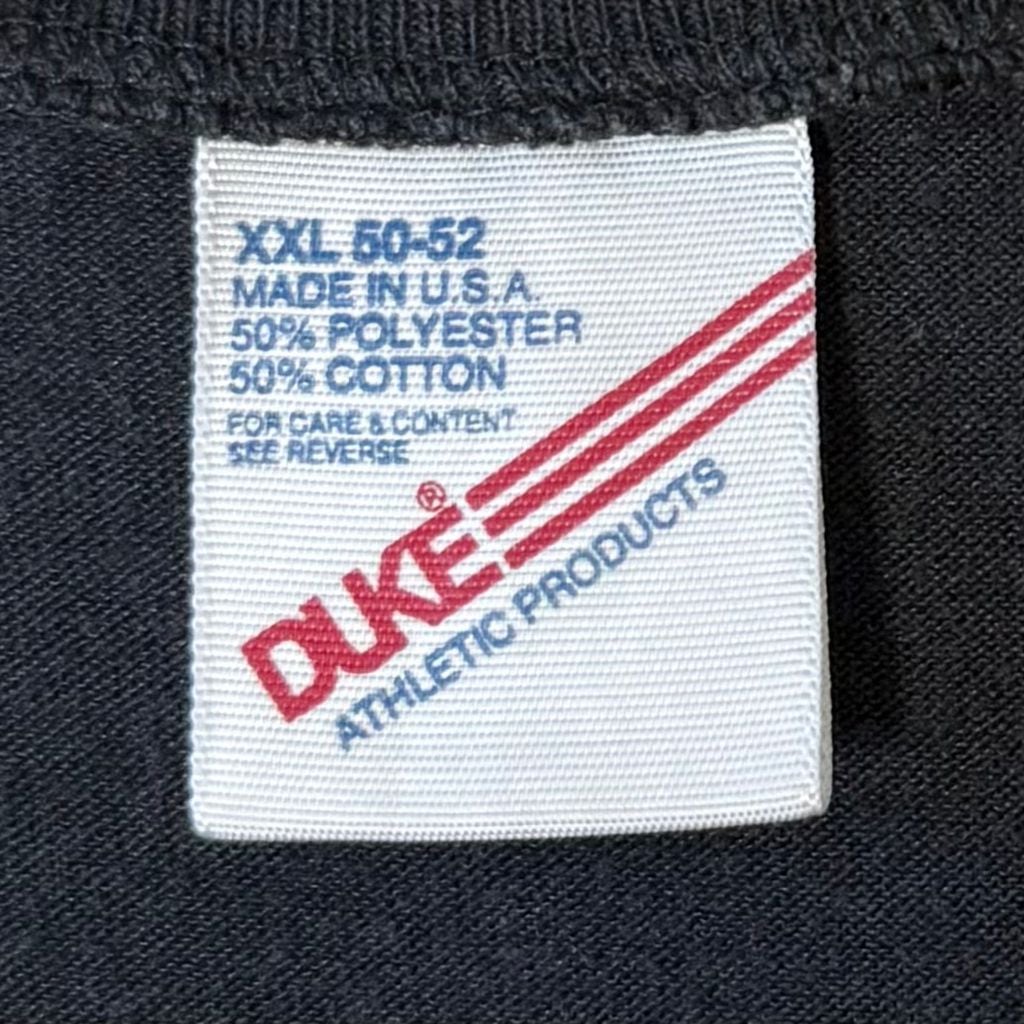 XXL 50-52
MADE IN U.S.A.
50% POLYESTER
50% COTTON
FOR CARE & CONTENT
SEE REVERSE
DUKE®
ATHLETIC PRODUCTS